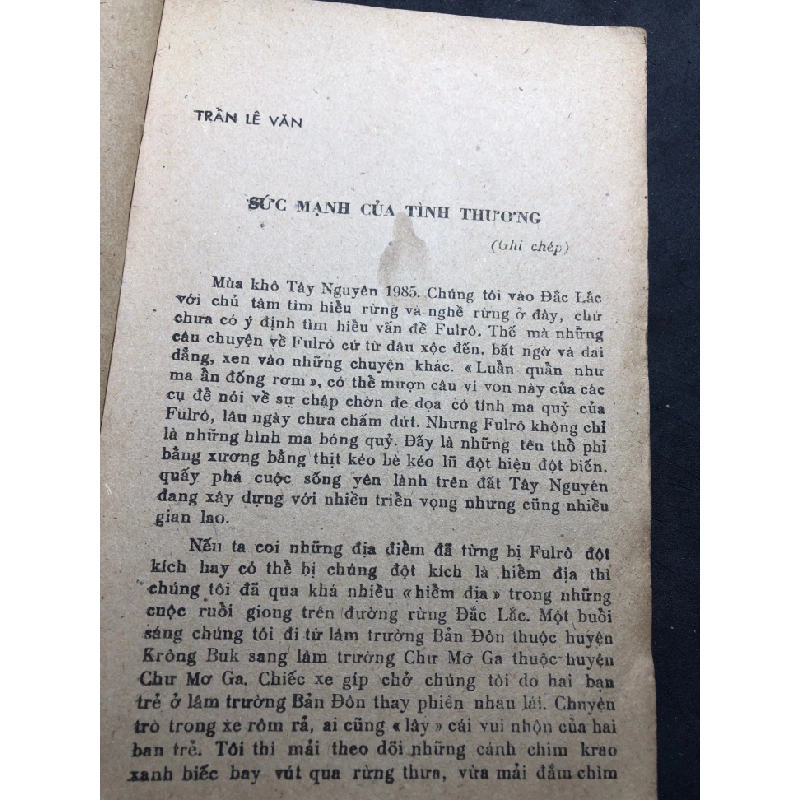 TRẦN LÊ VĂN
SỨC MẠNH CỦA TÌNH THƯƠNG
(Ghi chép)
Mùa khô Tây Nguyên 1985. Chúng tôi vào Đắc Lắc
với chủ tâm tìm hiểu rừng và nghề rừng ở đây, chứ
chưa có ý định tìm hiểu vấn đề Fulrô. Thế mà những
câu chuyện về Fulrô cứ từ đâu xộc đến, bất ngờ và dai
dẳng, xen vào những chuyện khác. «Luẩn quẩn như
ma ẩn đống rơm», có thể mượn câu ví von này của các
cụ để nói về sự chập chờn đe dọa có tính ma quỷ của
Fulrô, lâu ngày chưa chấm dứt. Nhưng Fulrô không chỉ
là những hình ma bóng quỷ. Đấy là những tên thổ phỉ
bằng xương bằng thịt kéo bè kéo lũ đột hiện đột biến,
quấy phá cuộc sống yên lành trên đất Tây Nguyên
đang xây dựng với nhiều triển vọng nhưng cũng nhiều
gian lao.
Nếu ta coi những địa điểm đã từng bị Fulrô đột
kích hay có thể bị chúng đột kích là hiểm địa thì
chúng tôi đã qua khá nhiều «hiểm địa» trong những
cuộc ruổi giong trên đường rừng Đắc Lắc. Một buổi
sáng chúng tôi đi từ lâm trường Bản Đôn thuộc huyện
Krông Buk sang lâm trường Chư Mơ Ga thuộc huyện
Chư Mơ Ga. Chiếc xe gíp chở chúng tôi do hai bạn
trẻ ở lâm trường Bản Đôn thay phiên nhau lái. Chuyện
trò trong xe rôm rả, ai cũng «lây» cái vui nhộn của hai
bạn trẻ. Tôi thì mải theo dõi những cánh chim krao
xanh biếc bay vút qua rừng thưa, vừa mải đắm chìm